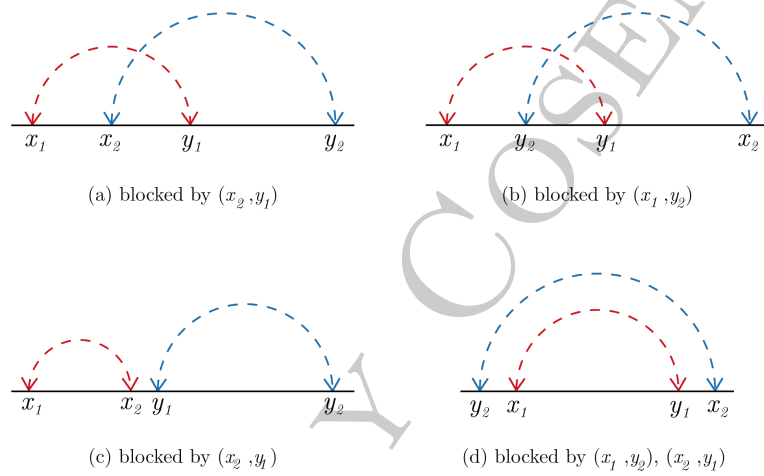 x₁ x₂ y₁ y₂
(a) blocked by (x₂ ,y₁)
x₁ y₂ y₁ x₂
(b) blocked by (x₁ ,y₂)
x₁ x₂ y₁ y₂
(c) blocked by (x₂ ,y₁)
y₂ x₁ y₁ x₂
(d) blocked by (x₁ ,y₂), (x₂ ,y₁)